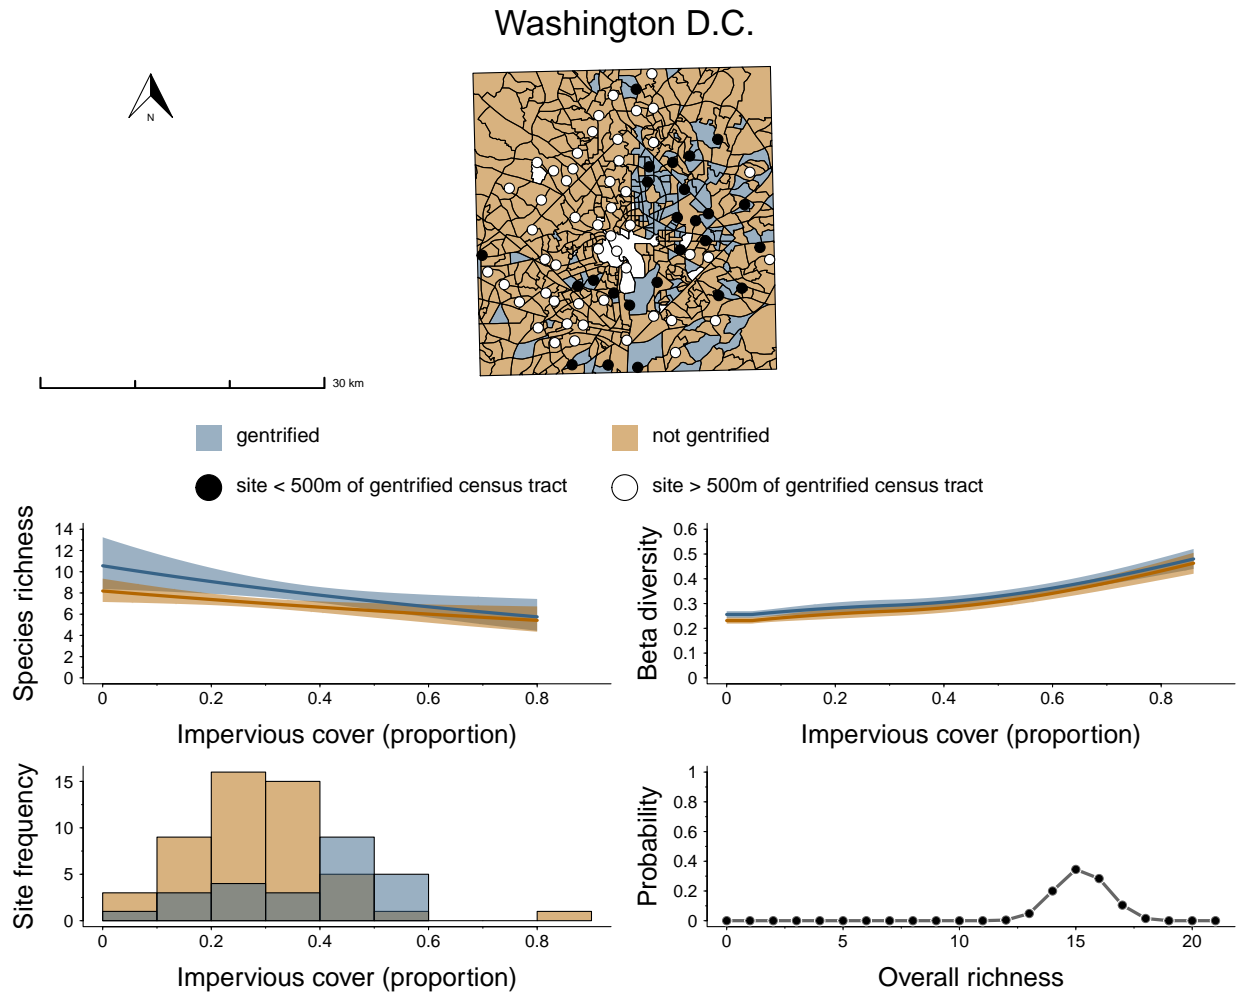 Washington D.C.
N
30 km
gentrified
not gentrified
site < 500m of gentrified census tract
site > 500m of gentrified census tract
Species richness
14
12
10
8
6
4
2
0
0 0.2 0.4 0.6 0.8
Impervious cover (proportion)
Beta diversity
0.6
0.5
0.4
0.3
0.2
0.1
0
0 0.2 0.4 0.6 0.8
Impervious cover (proportion)
Site frequency
15
10
5
0
0 0.2 0.4 0.6 0.8
Impervious cover (proportion)
Probability
1
0.8
0.6
0.4
0.2
0
0 5 10 15 20
Overall richness